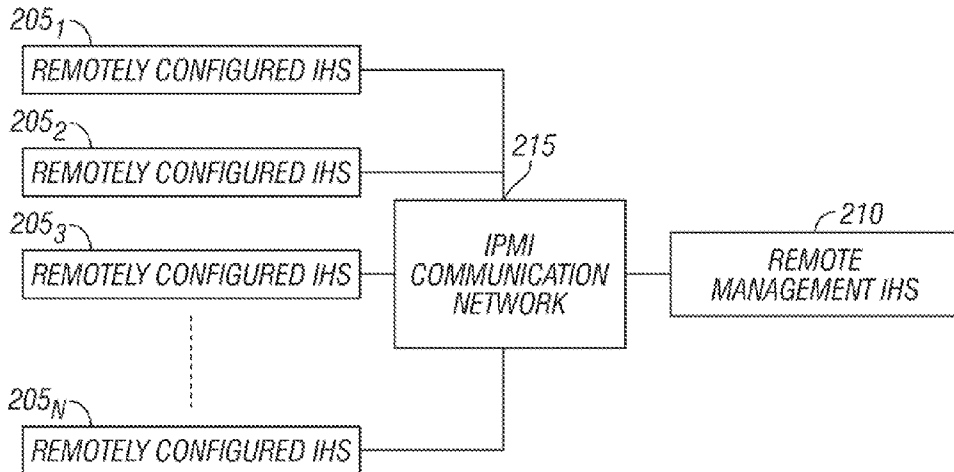 205₁
REMOTELY CONFIGURED IHS
205₂
REMOTELY CONFIGURED IHS
215
205₃
REMOTELY CONFIGURED IHS
IPMI
COMMUNICATION
NETWORK
210
REMOTE
MANAGEMENT IHS
205_N
REMOTELY CONFIGURED IHS